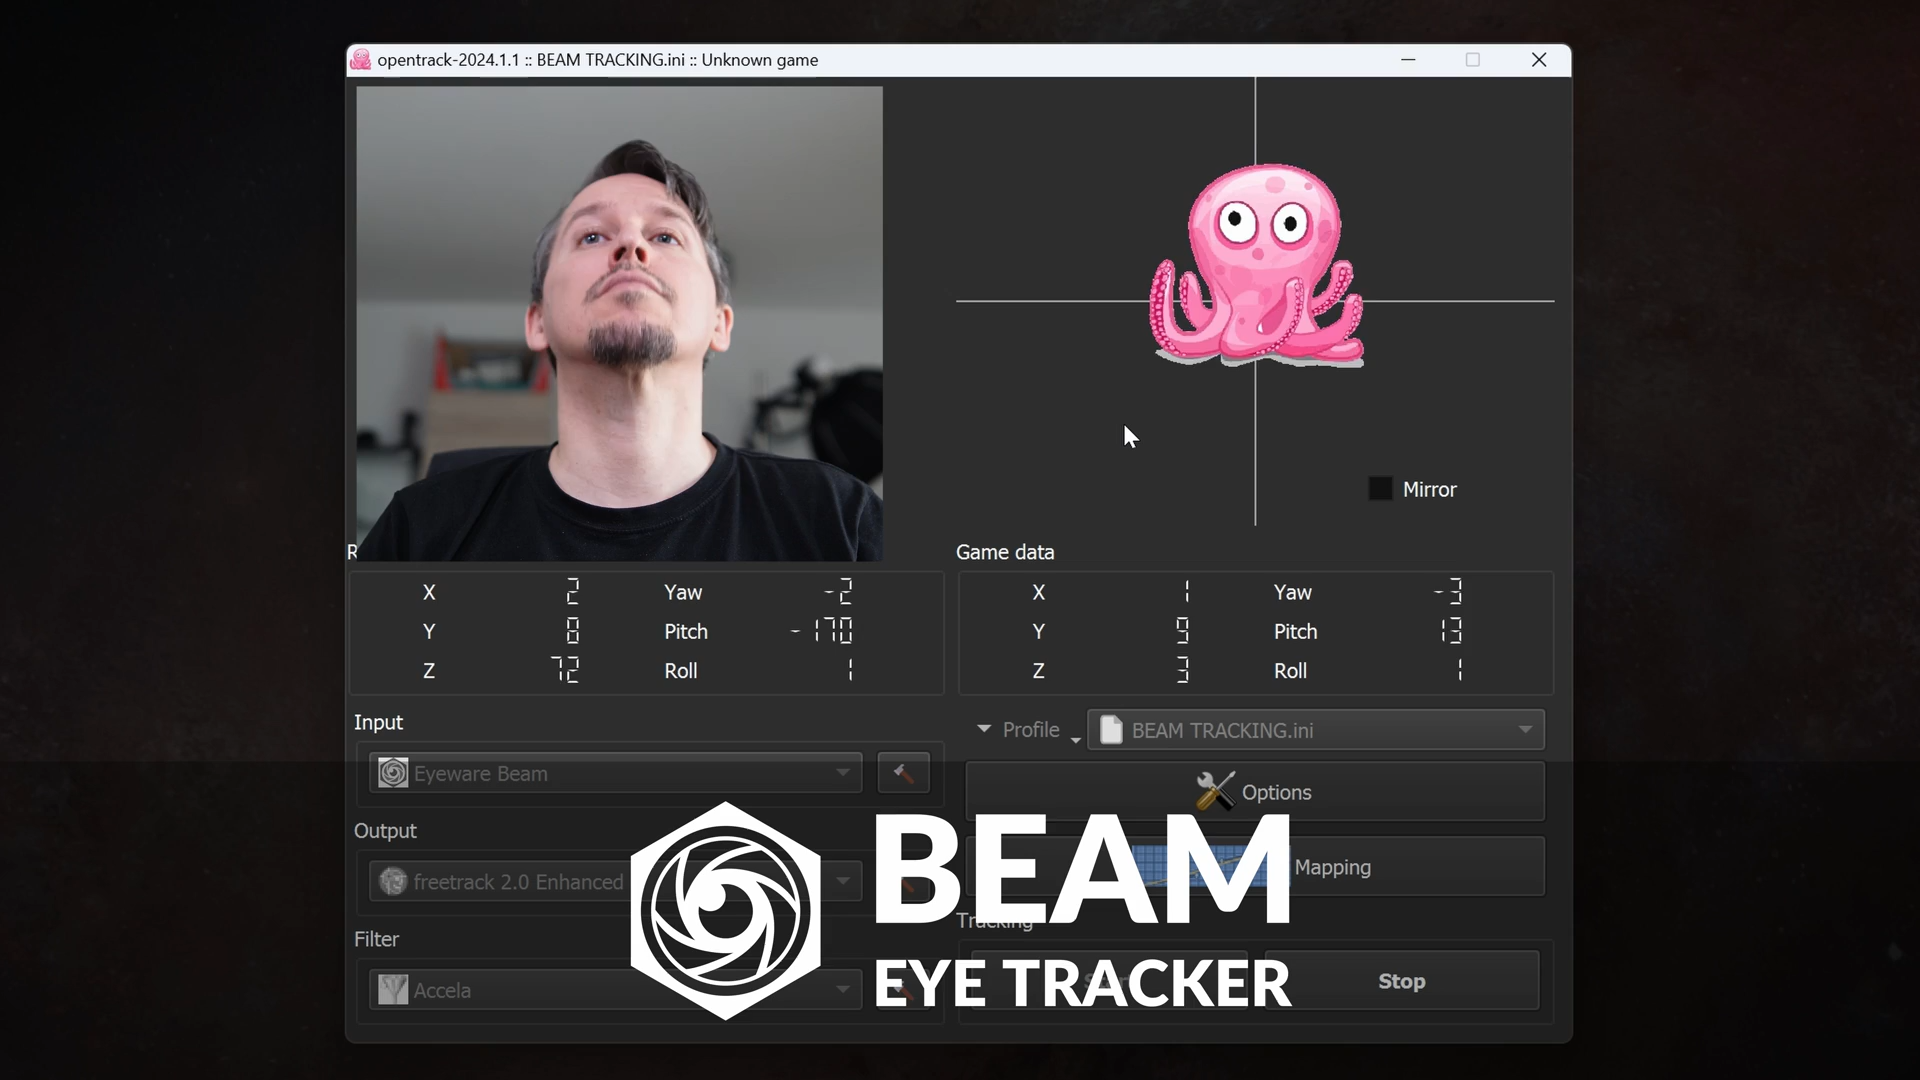 opentrack-2024.1.1 :: BEAM TRACKING.ini :: Unknown game
Mirror
R
Game data
X 2 Yaw -2
Y 8 Pitch -170
Z 72 Roll 1
X 1 Yaw -3
Y 9 Pitch 13
Z 3 Roll 1
Input
Eyeware Beam
Output
freetrack 2.0 Enhanced
Filter
Accela
Profile BEAM TRACKING.ini
Options
Mapping
Tracking
Stop
BEAM
EYE TRACKER